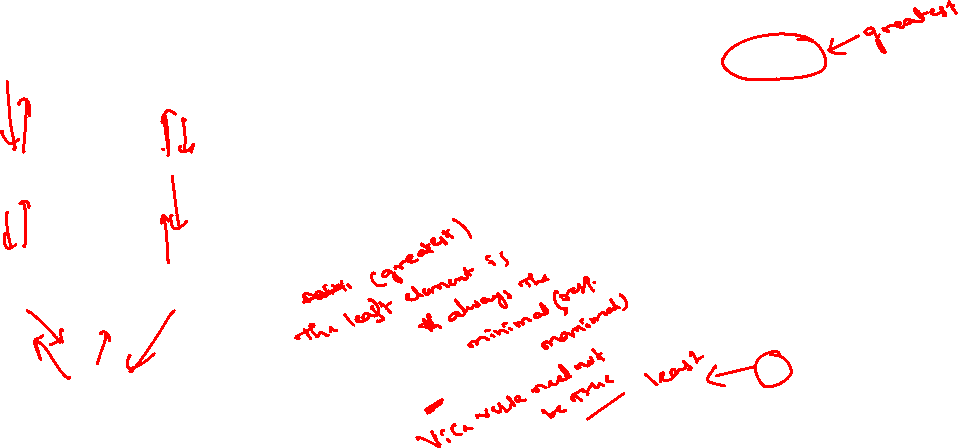 greatest
(greatest)
The least element is
always the
minimal (resp.
maximal)
Vice versa need not
be true
least